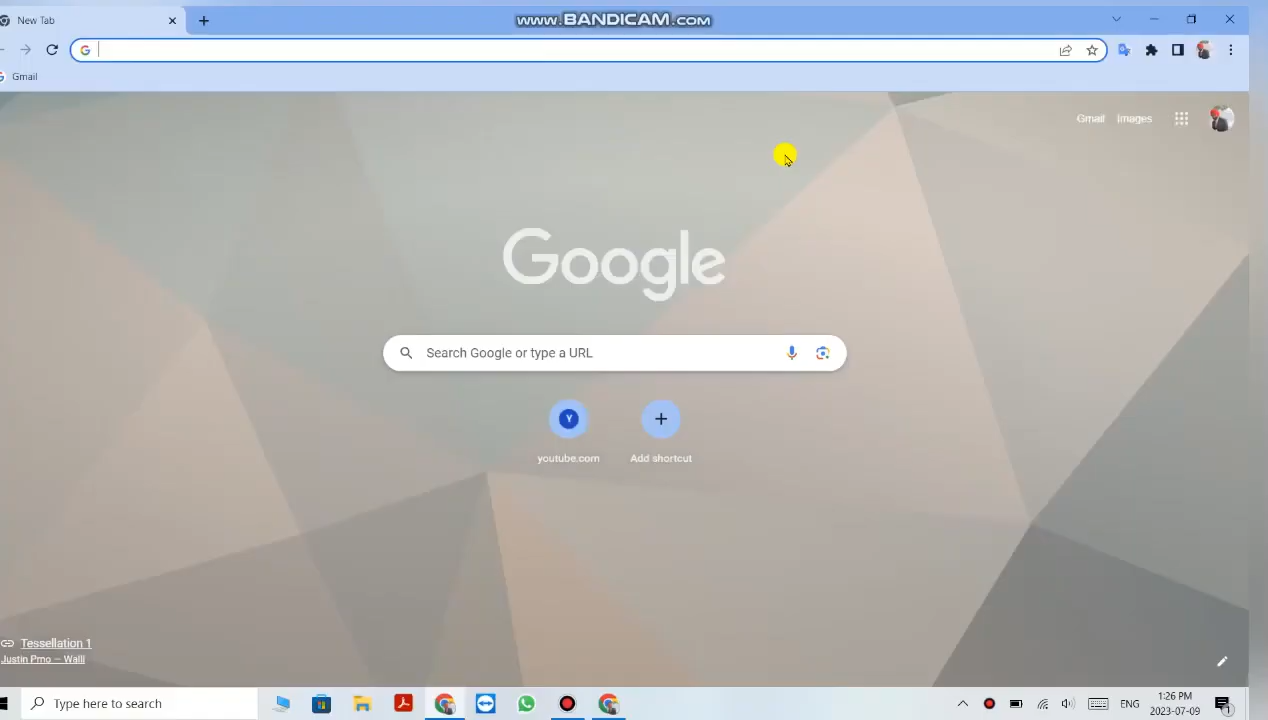 New Tab
www.BANDICAM.com
Gmail
Gmail Images
Google
Search Google or type a URL
Y
youtube.com
Add shortcut
Tessellation 1
Justin Prno – Walli
Type here to search
ENG
1:26 PM
2023-07-09
1